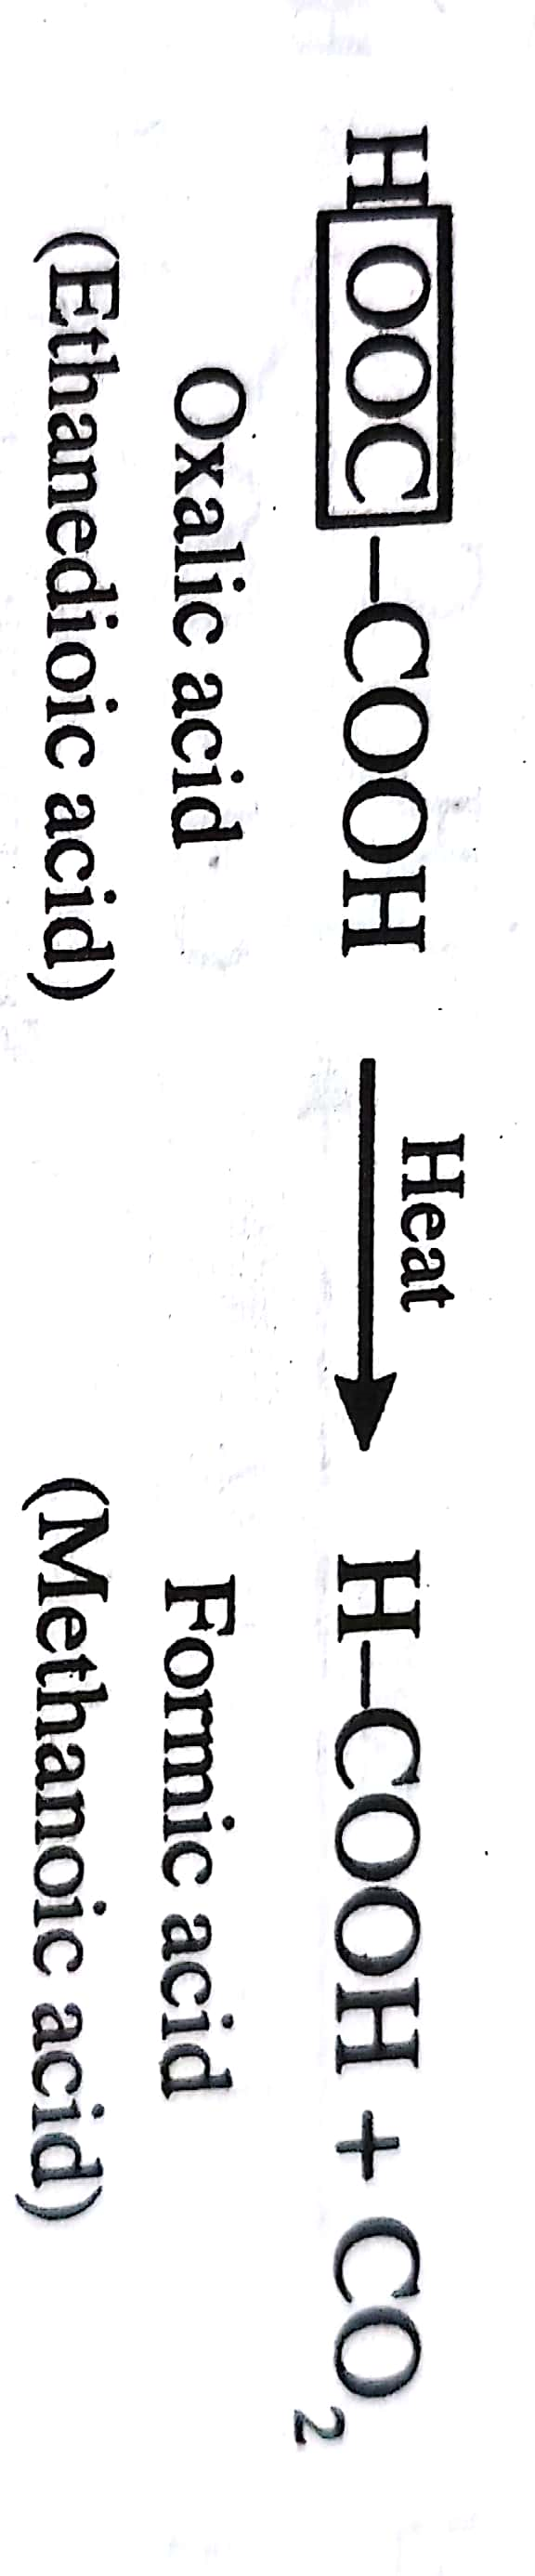 Heat
HOOC–COOH → H–COOH + CO₂
Oxalic acid Formic acid
(Ethanedioic acid) (Methanoic acid)